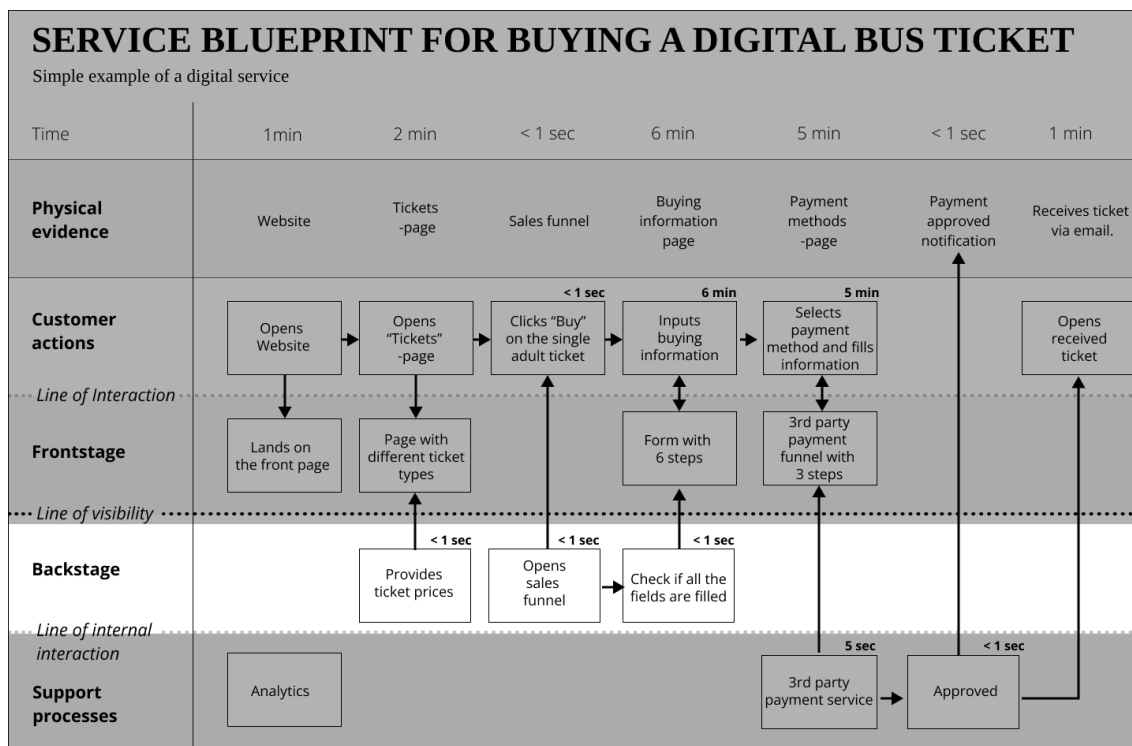 SERVICE BLUEPRINT FOR BUYING A DIGITAL BUS TICKET
Simple example of a digital service
Time
1min
2 min
< 1 sec
6 min
5 min
< 1 sec
1 min
Physical
evidence
Website
Tickets
-page
Sales funnel
Buying
information
page
Payment
methods
-page
Payment
approved
notification
Receives ticket
via email.
Customer
actions
Opens
Website
Opens
“Tickets”
-page
< 1 sec
Clicks “Buy”
on the single
adult ticket
6 min
Inputs
buying
information
5 min
Selects
payment
method and fills
information
Opens
received
ticket
Line of Interaction
Frontstage
Lands on
the front page
Page with
different ticket
types
Form with
6 steps
3rd party
payment
funnel with
3 steps
Line of visibility
Backstage
< 1 sec
Provides
ticket prices
< 1 sec
Opens
sales
funnel
< 1 sec
Check if all the
fields are filled
Line of internal
interaction
Support
processes
Analytics
5 sec
3rd party
payment service
< 1 sec
Approved